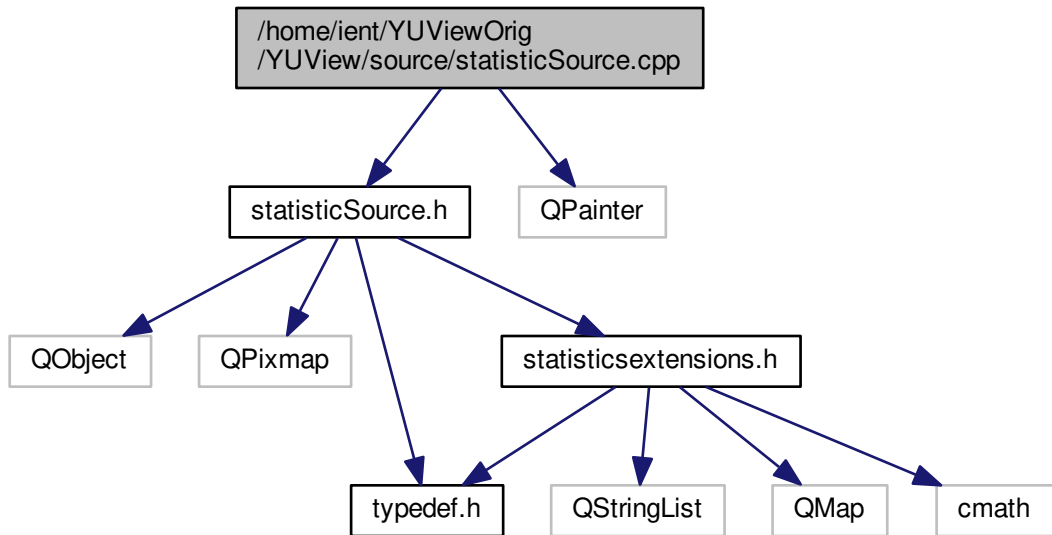 /home/ient/YUViewOrig
/YUView/source/statisticSource.cpp
statisticSource.h
QPainter
QObject
QPixmap
statisticsextensions.h
typedef.h
QStringList
QMap
cmath